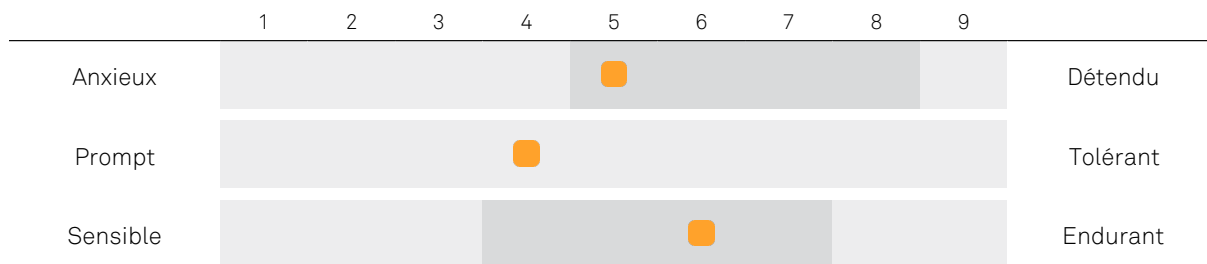 1 2 3 4 5 6 7 8 9
Anxieux Détendu
Prompt Tolérant
Sensible Endurant